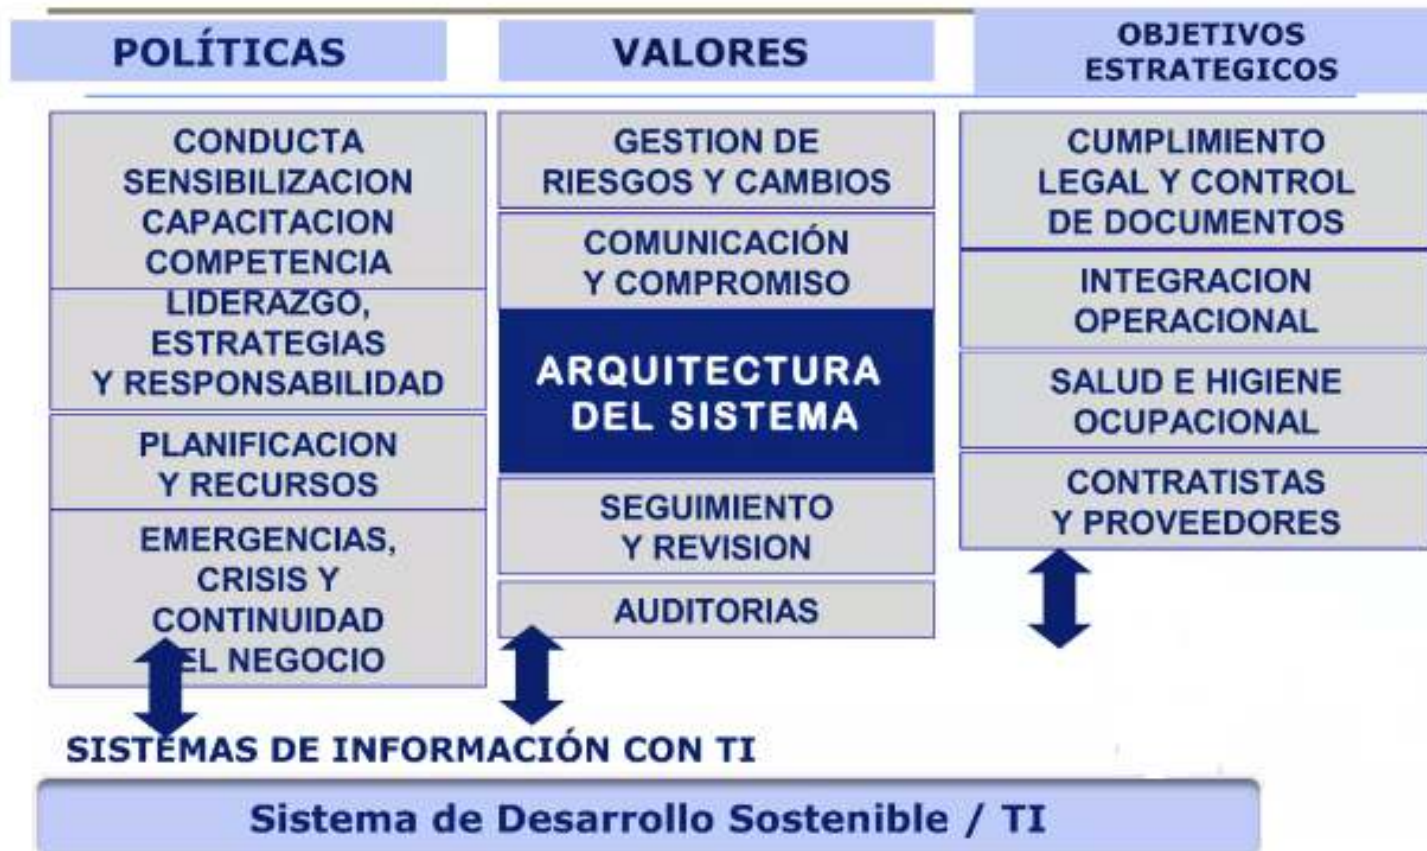 POLÍTICAS
CONDUCTA
SENSIBILIZACION
CAPACITACION
COMPETENCIA
LIDERAZGO,
ESTRATEGIAS
Y RESPONSABILIDAD
PLANIFICACION
Y RECURSOS
EMERGENCIAS,
CRISIS Y
CONTINUIDAD
EL NEGOCIO
VALORES
GESTION DE
RIESGOS Y CAMBIOS
COMUNICACIÓN
Y COMPROMISO
ARQUITECTURA
DEL SISTEMA
SEGUIMIENTO
Y REVISION
AUDITORIAS
OBJETIVOS
ESTRATEGICOS
CUMPLIMIENTO
LEGAL Y CONTROL
DE DOCUMENTOS
INTEGRACION
OPERACIONAL
SALUD E HIGIENE
OCUPACIONAL
CONTRATISTAS
Y PROVEEDORES
SISTEMAS DE INFORMACIÓN CON TI
Sistema de Desarrollo Sostenible / TI